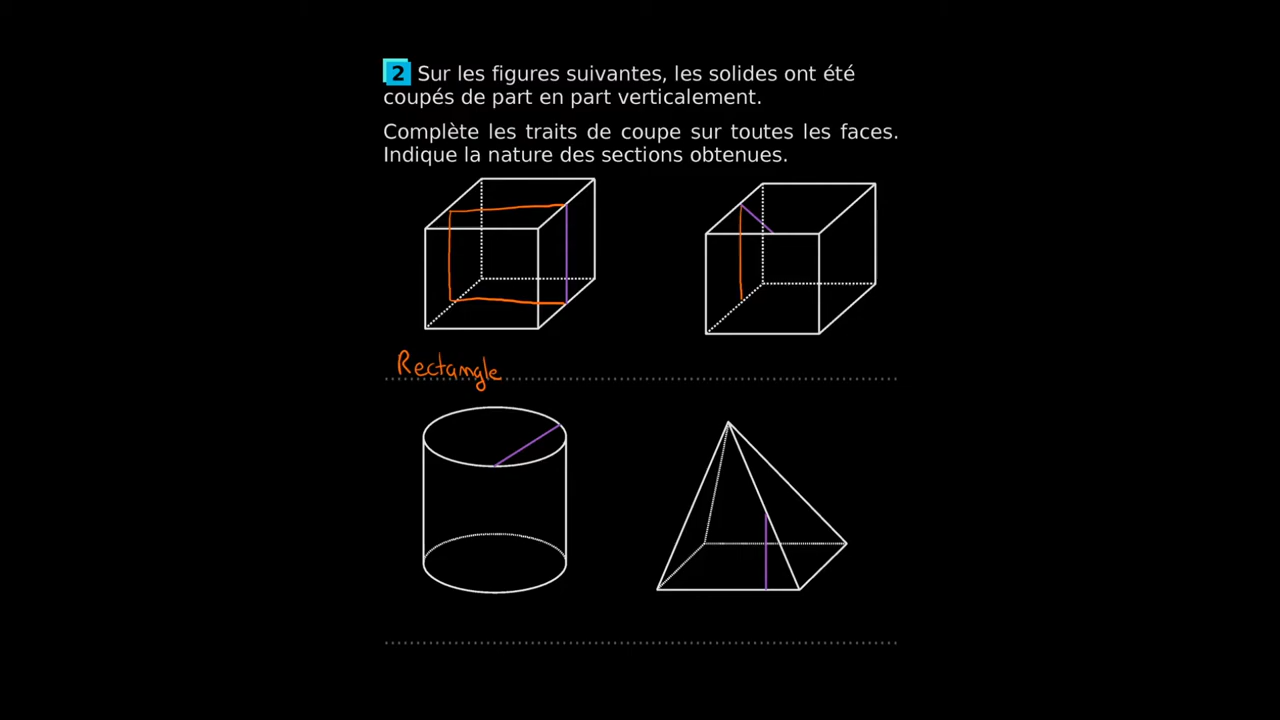 2 Sur les figures suivantes, les solides ont été
coupés de part en part verticalement.
Complète les traits de coupe sur toutes les faces.
Indique la nature des sections obtenues.
Rectangle